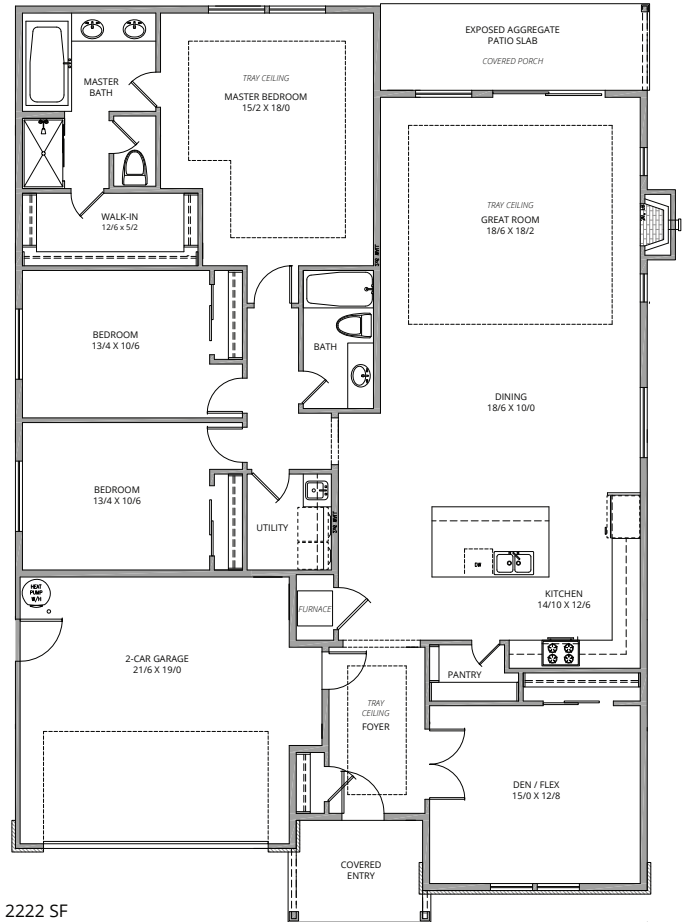 EXPOSED AGGREGATE
PATIO SLAB
COVERED PORCH
MASTER
BATH
TRAY CEILING
MASTER BEDROOM
15/2 X 18/0
WALK-IN
12/6 x 5/2
TRAY CEILING
GREAT ROOM
18/6 X 18/2
BEDROOM
13/4 X 10/6
BATH
DINING
18/6 X 10/0
BEDROOM
13/4 X 10/6
UTILITY
DW
KITCHEN
14/10 X 12/6
HEAT
PUMP
W/H
FURNACE
2-CAR GARAGE
21/6 X 19/0
PANTRY
TRAY
CEILING
FOYER
DEN / FLEX
15/0 X 12/8
COVERED
ENTRY
2222 SF